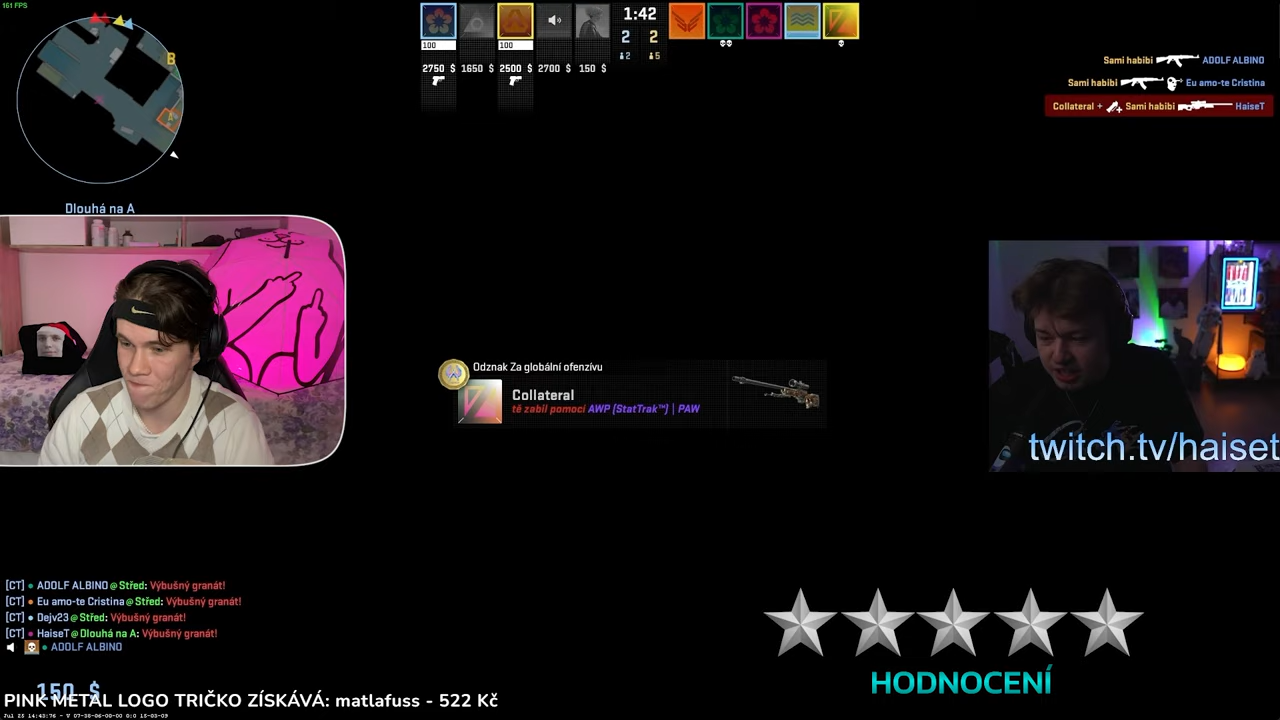 161 FPS
1:42
2 2
2 5
100
100
2750 $ 1650 $ 2500 $ 2700 $ 150 $
B
A
Sami habibi ADOLF ALBINO
Sami habibi Eu amo-te Cristina
Collateral + Sami habibi HaiseT
Dlouhá na A
Odznak Za globální ofenzívu
Collateral
tě zabil pomocí AWP (StatTrak™) | PAW
twitch.tv/haiset
[CT] ADOLF ALBINO @ Střed: Výbušný granát!
[CT] Eu amo-te Cristina @ Střed: Výbušný granát!
[CT] Dejv23 @ Střed: Výbušný granát!
[CT] HaiseT @ Dlouhá na A: Výbušný granát!
ADOLF ALBINO
HODNOCENÍ
150 $
PINK METAL LOGO TRIČKO ZÍSKÁVÁ: matlafuss - 522 Kč